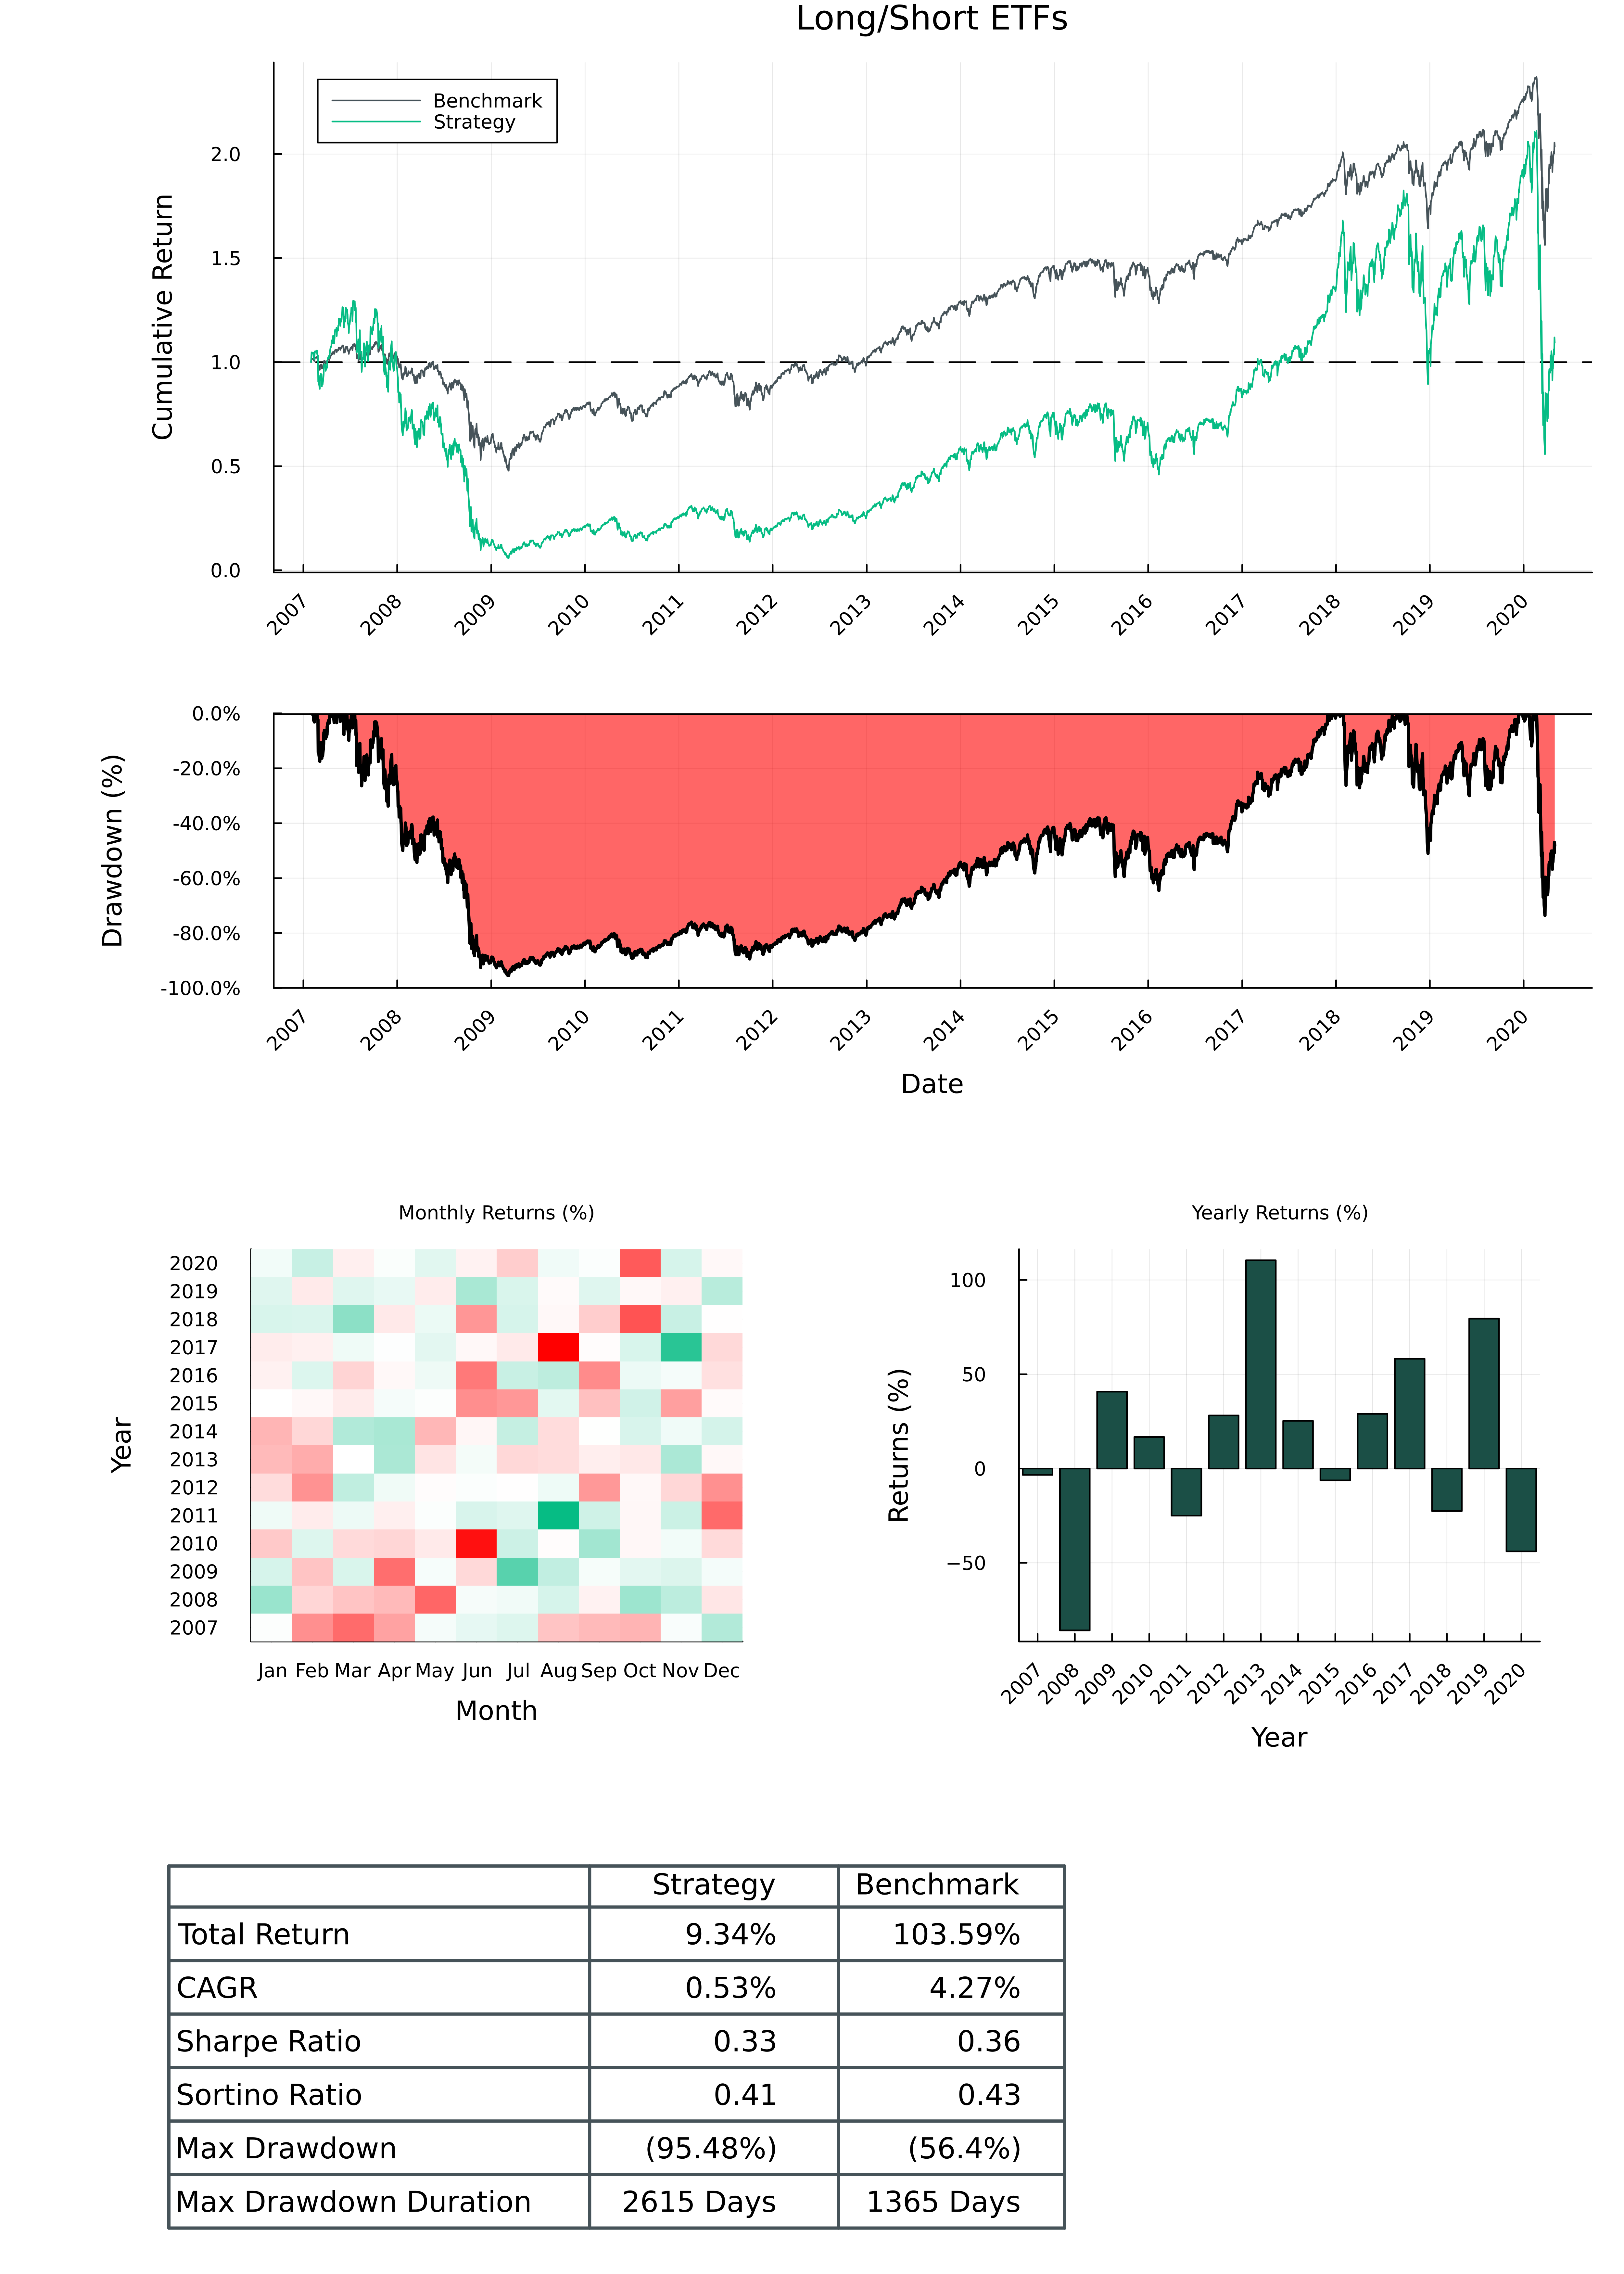 Long/Short ETFs
Benchmark
Strategy
Cumulative Return
2.0
1.5
1.0
0.5
0.0
2007 2008 2009 2010 2011 2012 2013 2014 2015 2016 2017 2018 2019 2020
Drawdown (%)
0.0%
-20.0%
-40.0%
-60.0%
-80.0%
-100.0%
2007 2008 2009 2010 2011 2012 2013 2014 2015 2016 2017 2018 2019 2020
Date
Monthly Returns (%)
Year
2020
2019
2018
2017
2016
2015
2014
2013
2012
2011
2010
2009
2008
2007
Jan Feb Mar Apr May Jun Jul Aug Sep Oct Nov Dec
Month
Yearly Returns (%)
Returns (%)
100
50
0
−50
2007 2008 2009 2010 2011 2012 2013 2014 2015 2016 2017 2018 2019 2020
Year
Strategy Benchmark
Total Return 9.34% 103.59%
CAGR 0.53% 4.27%
Sharpe Ratio 0.33 0.36
Sortino Ratio 0.41 0.43
Max Drawdown (95.48%) (56.4%)
Max Drawdown Duration 2615 Days 1365 Days